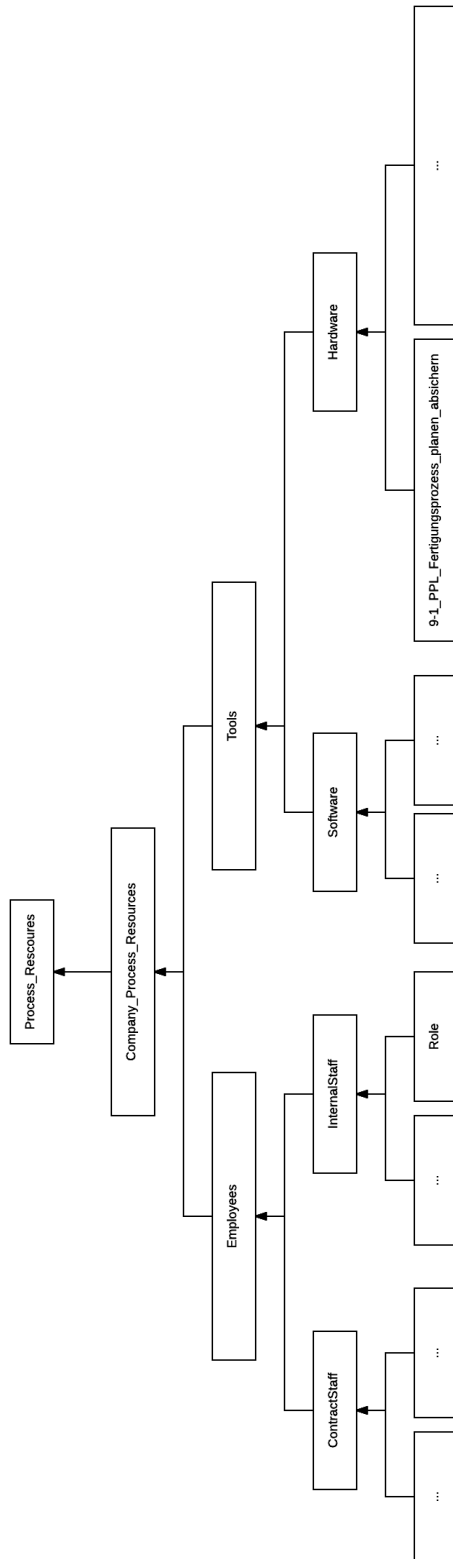 Process_Rescoures
Company_Process_Resources
Employees
Tools
ContractStaff
InternalStaff
Software
Hardware
...
...
...
Role
...
...
9-1_PPL_Fertigungsprozess_planen_absichern
...